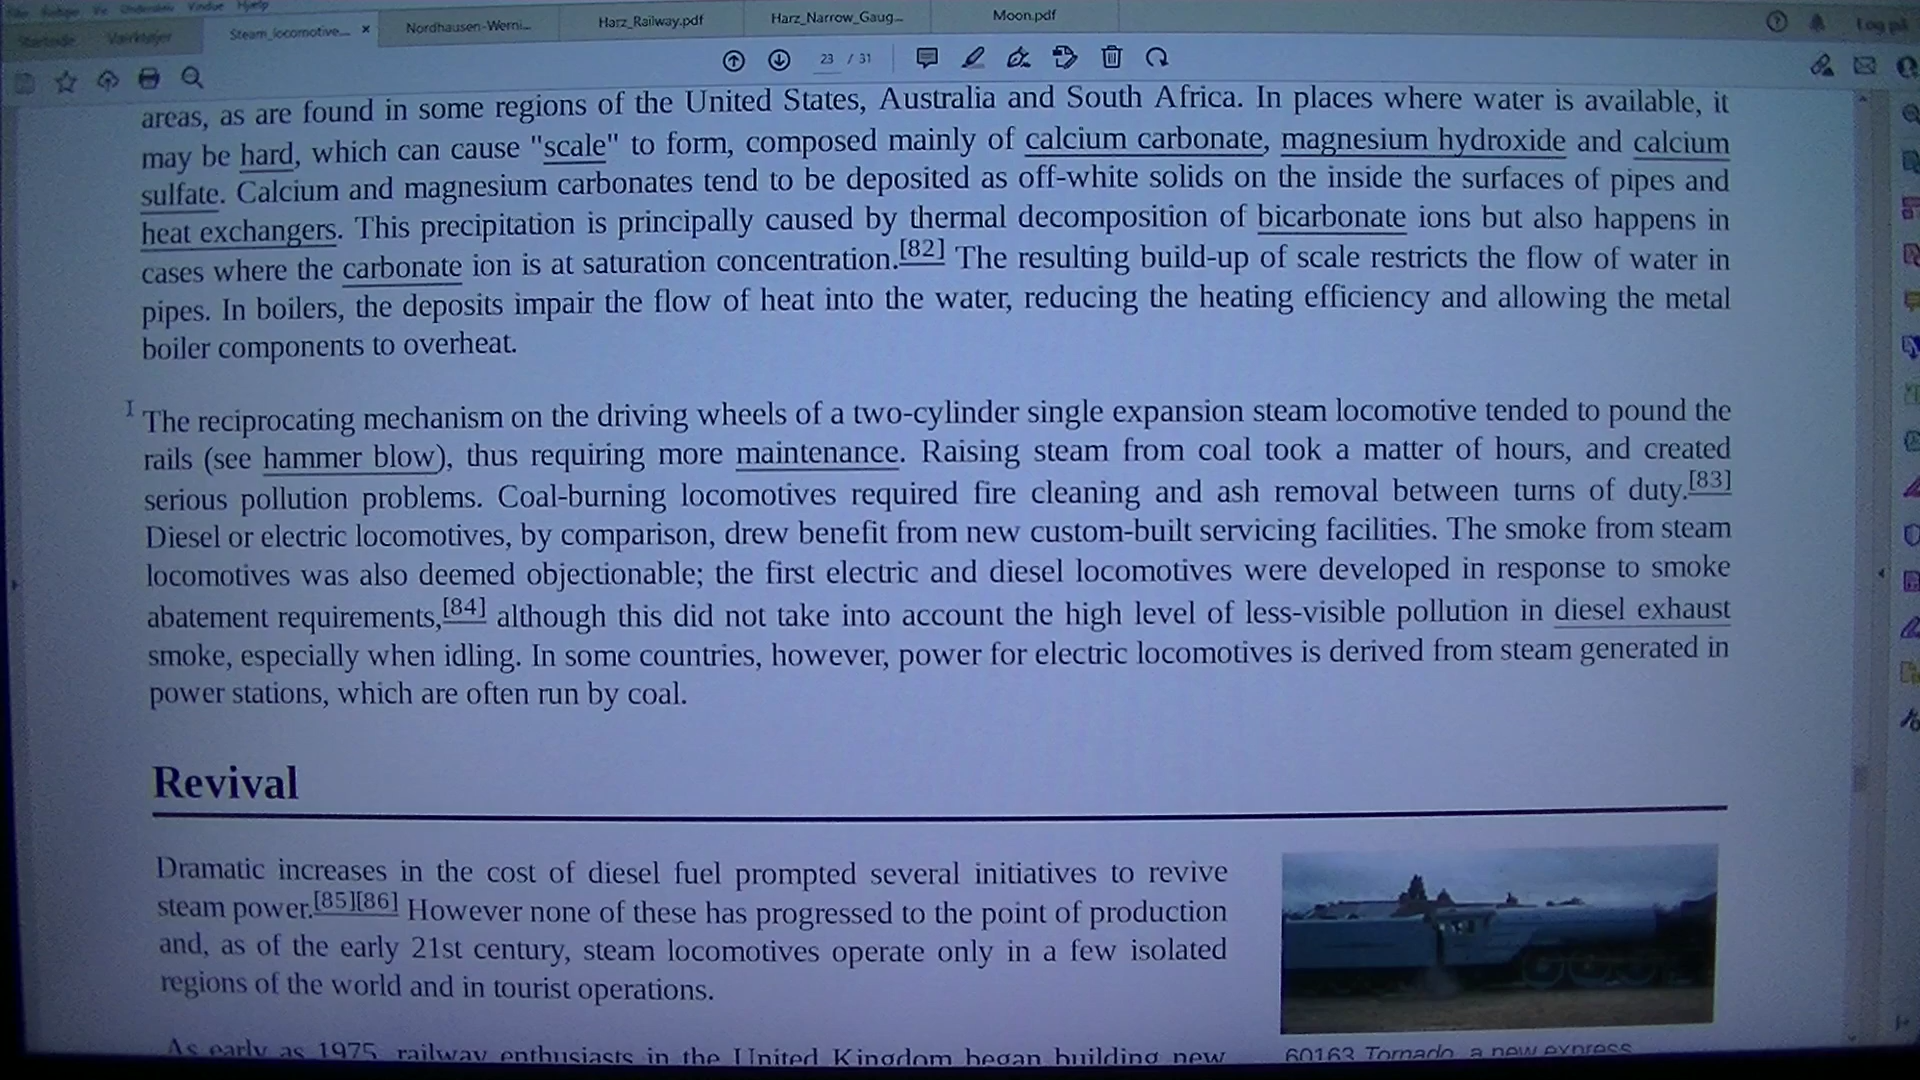 Vindue Hjælp
Værktøjer
Steam_locomotive... × Nordhausen-Werni... Harz_Railway.pdf Harz_Narrow_Gaug... Moon.pdf
Log på
23 / 31
areas, as are found in some regions of the United States, Australia and South Africa. In places where water is available, it
may be hard, which can cause "scale" to form, composed mainly of calcium carbonate, magnesium hydroxide and calcium
sulfate. Calcium and magnesium carbonates tend to be deposited as off-white solids on the inside the surfaces of pipes and
heat exchangers. This precipitation is principally caused by thermal decomposition of bicarbonate ions but also happens in
cases where the carbonate ion is at saturation concentration.[82] The resulting build-up of scale restricts the flow of water in
pipes. In boilers, the deposits impair the flow of heat into the water, reducing the heating efficiency and allowing the metal
boiler components to overheat.
The reciprocating mechanism on the driving wheels of a two-cylinder single expansion steam locomotive tended to pound the
rails (see hammer blow), thus requiring more maintenance. Raising steam from coal took a matter of hours, and created
serious pollution problems. Coal-burning locomotives required fire cleaning and ash removal between turns of duty.[83]
Diesel or electric locomotives, by comparison, drew benefit from new custom-built servicing facilities. The smoke from steam
locomotives was also deemed objectionable; the first electric and diesel locomotives were developed in response to smoke
abatement requirements,[84] although this did not take into account the high level of less-visible pollution in diesel exhaust
smoke, especially when idling. In some countries, however, power for electric locomotives is derived from steam generated in
power stations, which are often run by coal.
Revival
Dramatic increases in the cost of diesel fuel prompted several initiatives to revive
steam power.[85][86] However none of these has progressed to the point of production
and, as of the early 21st century, steam locomotives operate only in a few isolated
regions of the world and in tourist operations.
As early as 1975, railway enthusiasts in the United Kingdom began building new
60163 Tornado, a new express